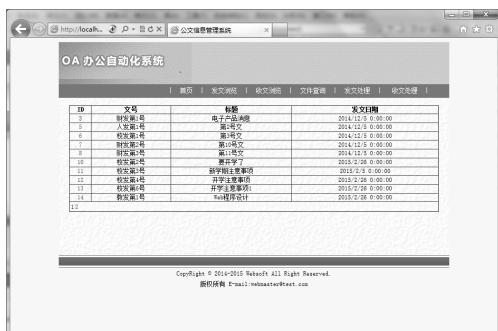 http://localh...
公文信息管理系统
OA 办公自动化系统
| 首页 | 发文浏览 | 收文浏览 | 文件查询 | 发文处理 | 收文处理 |
ID 文号 标题 发文日期
3 财发第1号 电子产品消磨 2014/12/5 0:00:00
5 人发第1号 第2号文 2014/12/5 0:00:00
6 校发第1号 第3号文 2014/12/5 0:00:00
7 财发第2号 第10号文 2014/12/5 0:00:00
8 财发第3号 第11号文 2014/12/5 0:00:00
10 校发第2号 要开学了 2015/2/26 0:00:00
11 校发第3号 新学期注意事项 2015/2/5 0:00:00
12 校发第4号 开学注意事项 2015/2/26 0:00:00
13 校发第6号 开学注意事项1 2015/2/26 0:00:00
14 教发第1号 Web程序设计 2015/2/26 0:00:00
1 2
CopyRight © 2014-2015 Websoft All Right Reserved.
版权所有 E-mail:webmaster@test.com